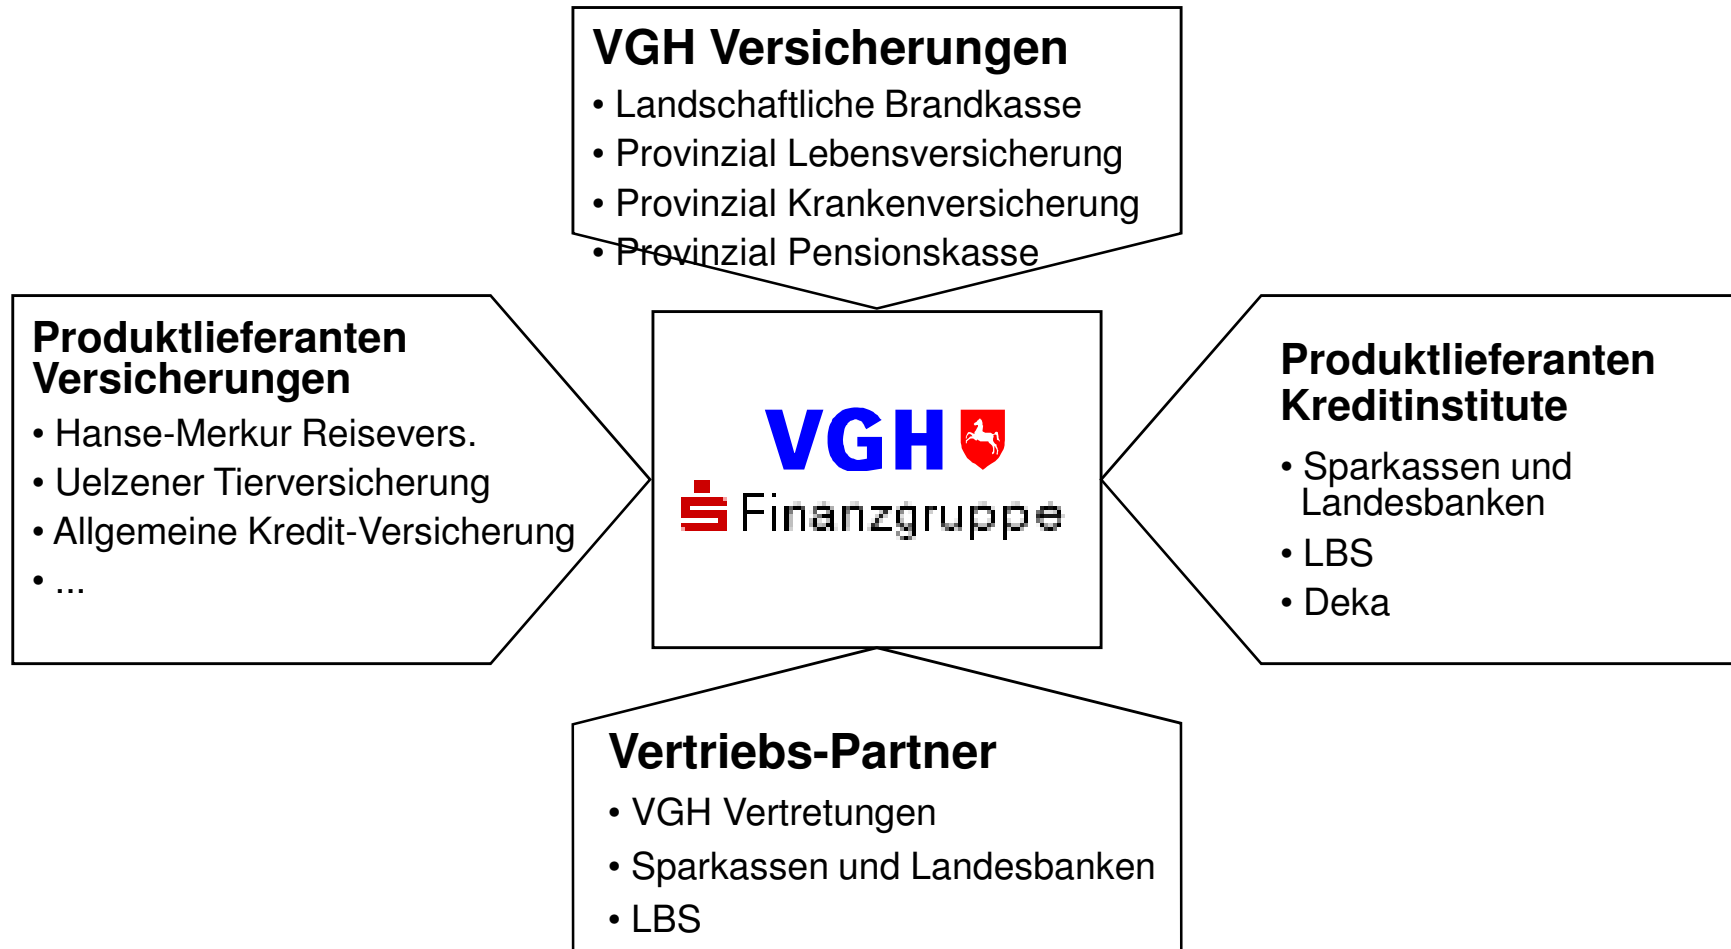 VGH Versicherungen
• Landschaftliche Brandkasse
• Provinzial Lebensversicherung
• Provinzial Krankenversicherung
• Provinzial Pensionskasse
Produktlieferanten
Versicherungen
• Hanse-Merkur Reisevers.
• Uelzener Tierversicherung
• Allgemeine Kredit-Versicherung
• ...
VGH
Finanzgruppe
Produktlieferanten
Kreditinstitute
• Sparkassen und
Landesbanken
• LBS
• Deka
Vertriebs-Partner
• VGH Vertretungen
• Sparkassen und Landesbanken
• LBS